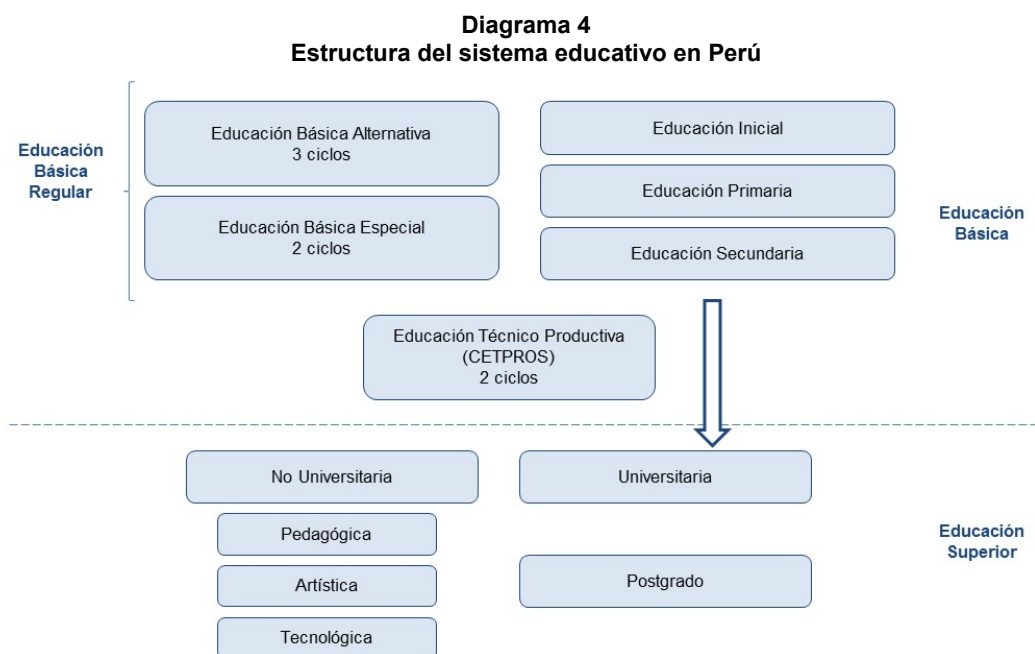 Diagrama 4
Estructura del sistema educativo en Perú
Educación
Básica
Regular
Educación Básica Alternativa
3 ciclos
Educación Básica Especial
2 ciclos
Educación Inicial
Educación Primaria
Educación Secundaria
Educación
Básica
Educación Técnico Productiva
(CETPROS)
2 ciclos
No Universitaria
Pedagógica
Artística
Tecnológica
Universitaria
Postgrado
Educación
Superior